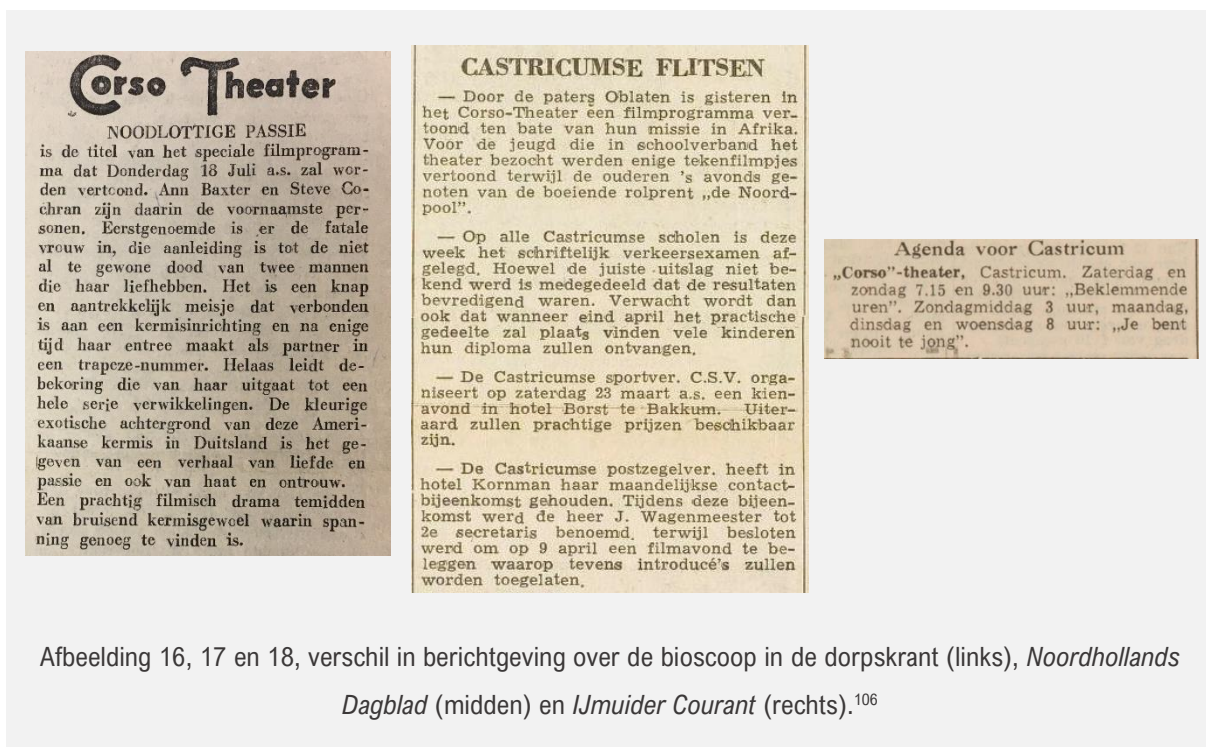 Corso Theater
NOODLOTTIGE PASSIE
is de titel van het speciale filmprogram-
ma dat Donderdag 18 Juli a.s. zal wor-
den vertoond. Ann Baxter en Steve Co-
chran zijn daarin de voornaamste per-
sonen. Eerstgenoemde is er de fatale
vrouw in, die aanleiding is tot de niet
al te gewone dood van twee mannen
die haar liefhebben. Het is een knap
en aantrekkelijk meisje dat verbonden
is aan een kermisinrichting en na enige
tijd haar entree maakt als partner in
een trapeze-nummer. Helaas leidt de-
bekoring die van haar uitgaat tot een
hele serie verwikkelingen. De kleurige
exotische achtergrond van deze Ameri-
kaanse kermis in Duitsland is het ge-
geven van een verhaal van liefde en
passie en ook van haat en ontrouw.
Een prachtig filmisch drama temidden
van bruisend kermisgewoel waarin span-
ning genoeg te vinden is.
CASTRICUMSE FLITSEN
— Door de paters Oblaten is gisteren in
het Corso-Theater een filmprogramma ver-
toond ten bate van hun missie in Afrika.
Voor de jeugd die in schoolverband het
theater bezocht werden enige tekenfilmpjes
vertoond terwijl de ouderen 's avonds ge-
noten van de boeiende rolprent „de Noord-
pool”.
— Op alle Castricumse scholen is deze
week het schriftelijk verkeersexamen af-
gelegd. Hoewel de juiste uitslag niet be-
kend werd is medegedeeld dat de resultaten
bevredigend waren. Verwacht wordt dan
ook dat wanneer eind april het practische
gedeelte zal plaats vinden vele kinderen
hun diploma zullen ontvangen.
— De Castricumse sportver. C.S.V. orga-
niseert op zaterdag 23 maart a.s. een kien-
avond in hotel Borst te Bakkum. Uiter-
aard zullen prachtige prijzen beschikbaar
zijn.
— De Castricumse postzegelver. heeft in
hotel Kornman haar maandelijkse contact-
bijeenkomst gehouden. Tijdens deze bijeen-
komst werd de heer J. Wagenmeester tot
2e secretaris benoemd, terwijl besloten
werd om op 9 april een filmavond te be-
leggen waarop tevens introducé's zullen
worden toegelaten.
Agenda voor Castricum
„Corso”-theater, Castricum. Zaterdag en
zondag 7.15 en 9.30 uur: „Beklemmende
uren”. Zondagmiddag 3 uur, maandag,
dinsdag en woensdag 8 uur: „Je bent
nooit te jong”.
Afbeelding 16, 17 en 18, verschil in berichtgeving over de bioscoop in de dorpskrant (links), Noordhollands
Dagblad (midden) en IJmuider Courant (rechts).106